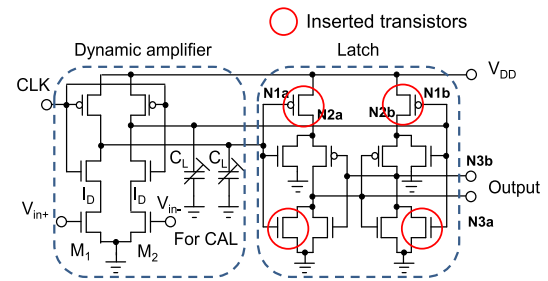 Inserted transistors
Dynamic amplifier
Latch
CLK
V_DD
N1a
N1b
N2a
N2b
C_L
C_L
N3b
I_D
I_D
Output
V_in+
V_in-
For CAL
N3a
M_1
M_2